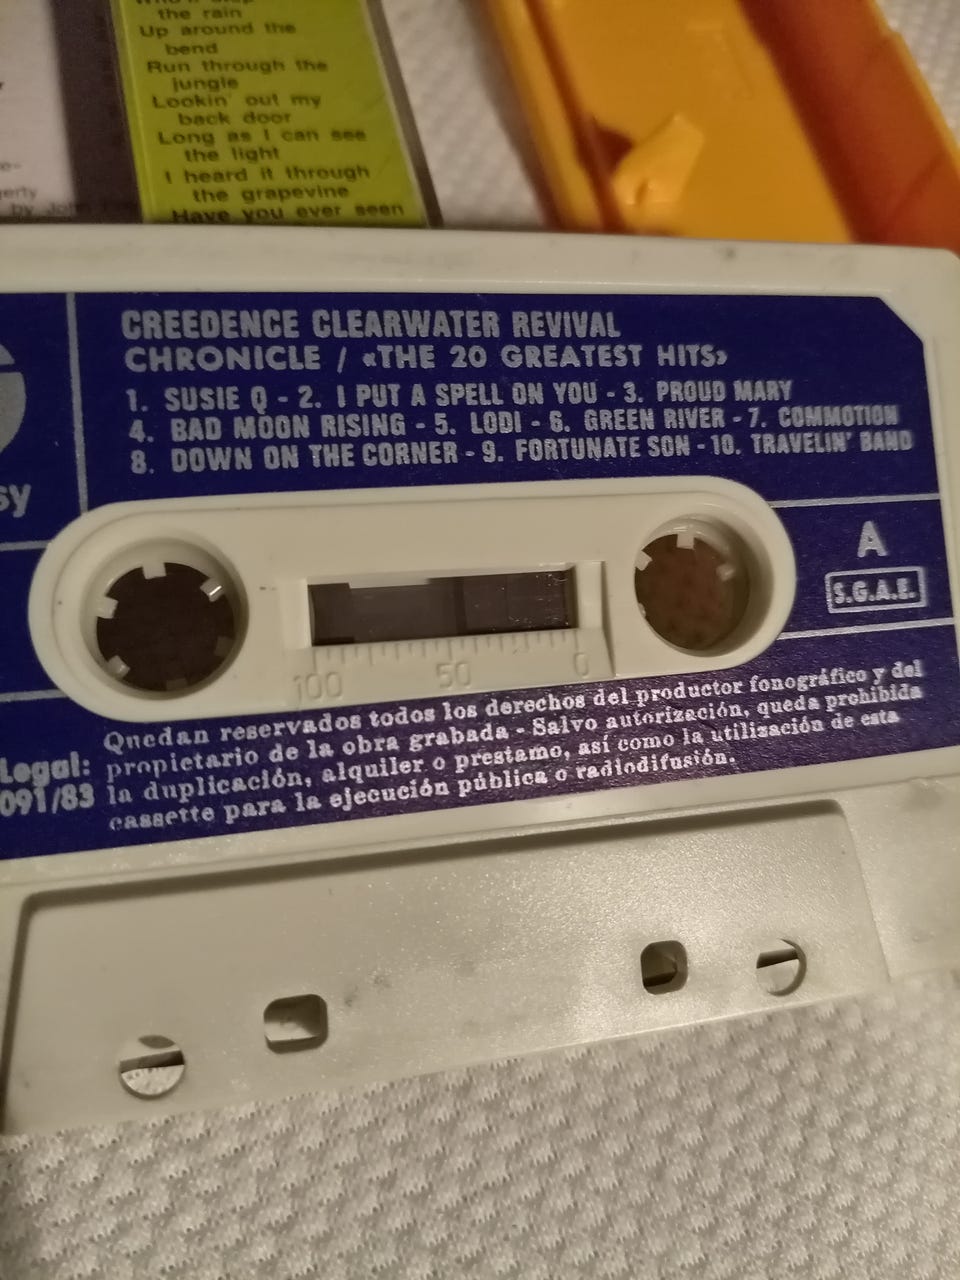 the rain
Up around the
bend
Run through the
jungle
Lookin' out my
back door
Long as I can see
the light
I heard it through
the grapevine
Have you ever seen
gerty
by John
CREEDENCE CLEARWATER REVIVAL
CHRONICLE / «THE 20 GREATEST HITS»
1. SUSIE Q - 2. I PUT A SPELL ON YOU - 3. PROUD MARY
4. BAD MOON RISING - 5. LODI - 6. GREEN RIVER - 7. COMMOTION
8. DOWN ON THE CORNER - 9. FORTUNATE SON - 10. TRAVELIN' BAND
sy
A
S.G.A.E.
100 50 0
Quedan reservados todos los derechos del productor fonográfico y del
propietario de la obra grabada - Salvo autorización, queda prohibida
la duplicación, alquiler o prestamo, así como la utilización de esta
cassette para la ejecución pública o radiodifusión.
Legal:
091/83